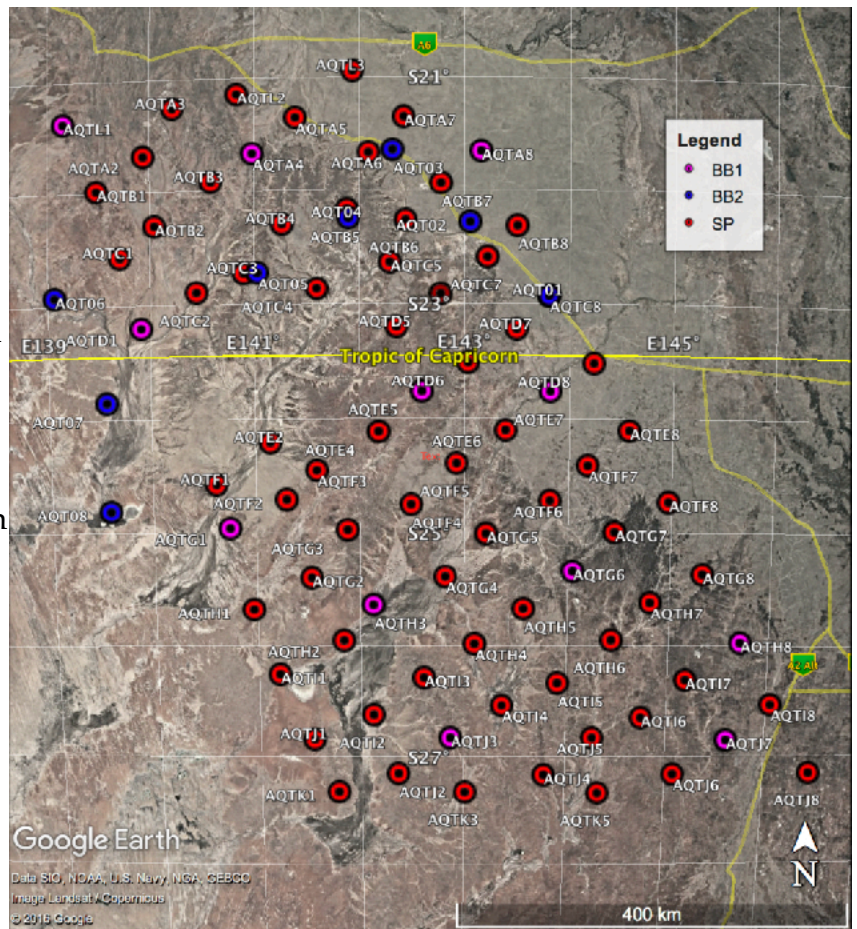 A6
AQTL3
S21°
AQTL2
AQTA3
AQTA5
AQTA7
AQTL1
Legend
BB1
BB2
SP
AQTA4
AQTA6
AQT03
AQTA8
AQTA2
AQTB3
AQTB1
AQTB7
AQTB4
AQT04
AQT02
AQTB2
AQTB5
AQTB8
AQTB6
AQTC1
AQTC3
AQTC5
AQT05
AQTC7
AQT01
AQT06
AQTC4
S23°
AQTC8
AQTC2
AQTD1
AQTD5
AQTD7
E139
E141°
E143°
E145°
Tropic of Capricorn
AQTD6
AQTD8
AQT07
AQTE5
AQTE7
AQTE2
AQTE6
AQTE8
AQTE4
AQTF1
AQTF3
AQTF7
AQTF2
AQTF5
AQTF6
AQTF8
AQT08
n
AQTF4
AQTG1
AQTG3
S25°
AQTG5
AQTG7
AQTG2
AQTG4
AQTG6
AQTG8
AQTH1
AQTH3
AQTH5
AQTH7
AQTH2
AQTH4
AQTH6
AQTH8
AQTI1
AQTI3
AQTI5
AQTI7
AQTI4
AQTI6
AQTI8
AQTJ1
AQTI2
AQTJ3
AQTJ5
AQTJ7
S27°
AQTK1
AQTJ2
AQTJ4
AQTJ6
AQTJ8
AQTK3
AQTK5
Google Earth
N
Data SIO, NOAA, U.S. Navy, NGA, GEBCO
Image Landsat / Copernicus
© 2016 Google
400 km